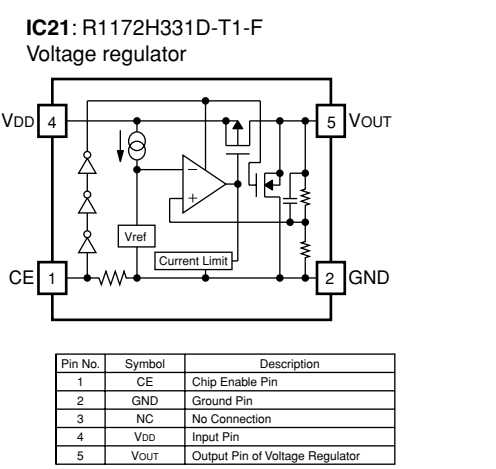 IC21: R1172H331D-T1-F
Voltage regulator
VDD 4
5 VOUT
−
+
Vref
Current Limit
CE 1
2 GND
Pin No. Symbol Description
1 CE Chip Enable Pin
2 GND Ground Pin
3 NC No Connection
4 VDD Input Pin
5 VOUT Output Pin of Voltage Regulator